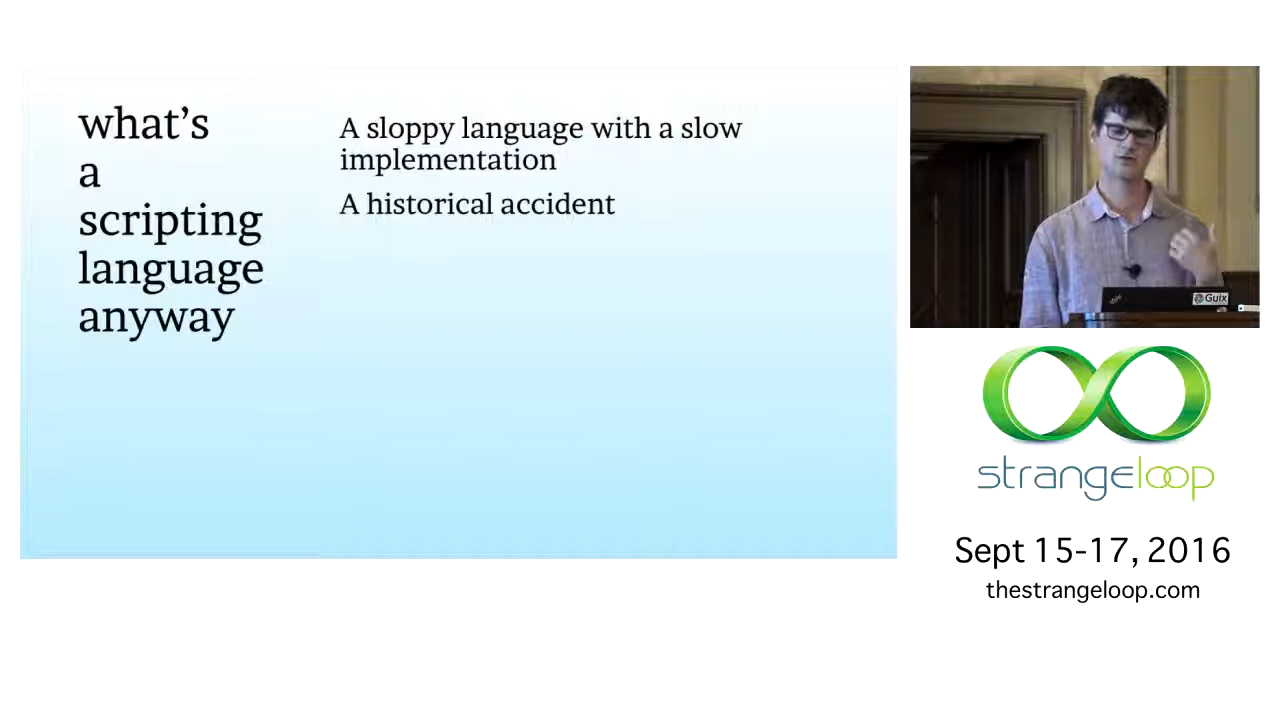 what's
a
scripting
language
anyway
A sloppy language with a slow
implementation
A historical accident
Guix
strangeloop
Sept 15-17, 2016
thestrangeloop.com